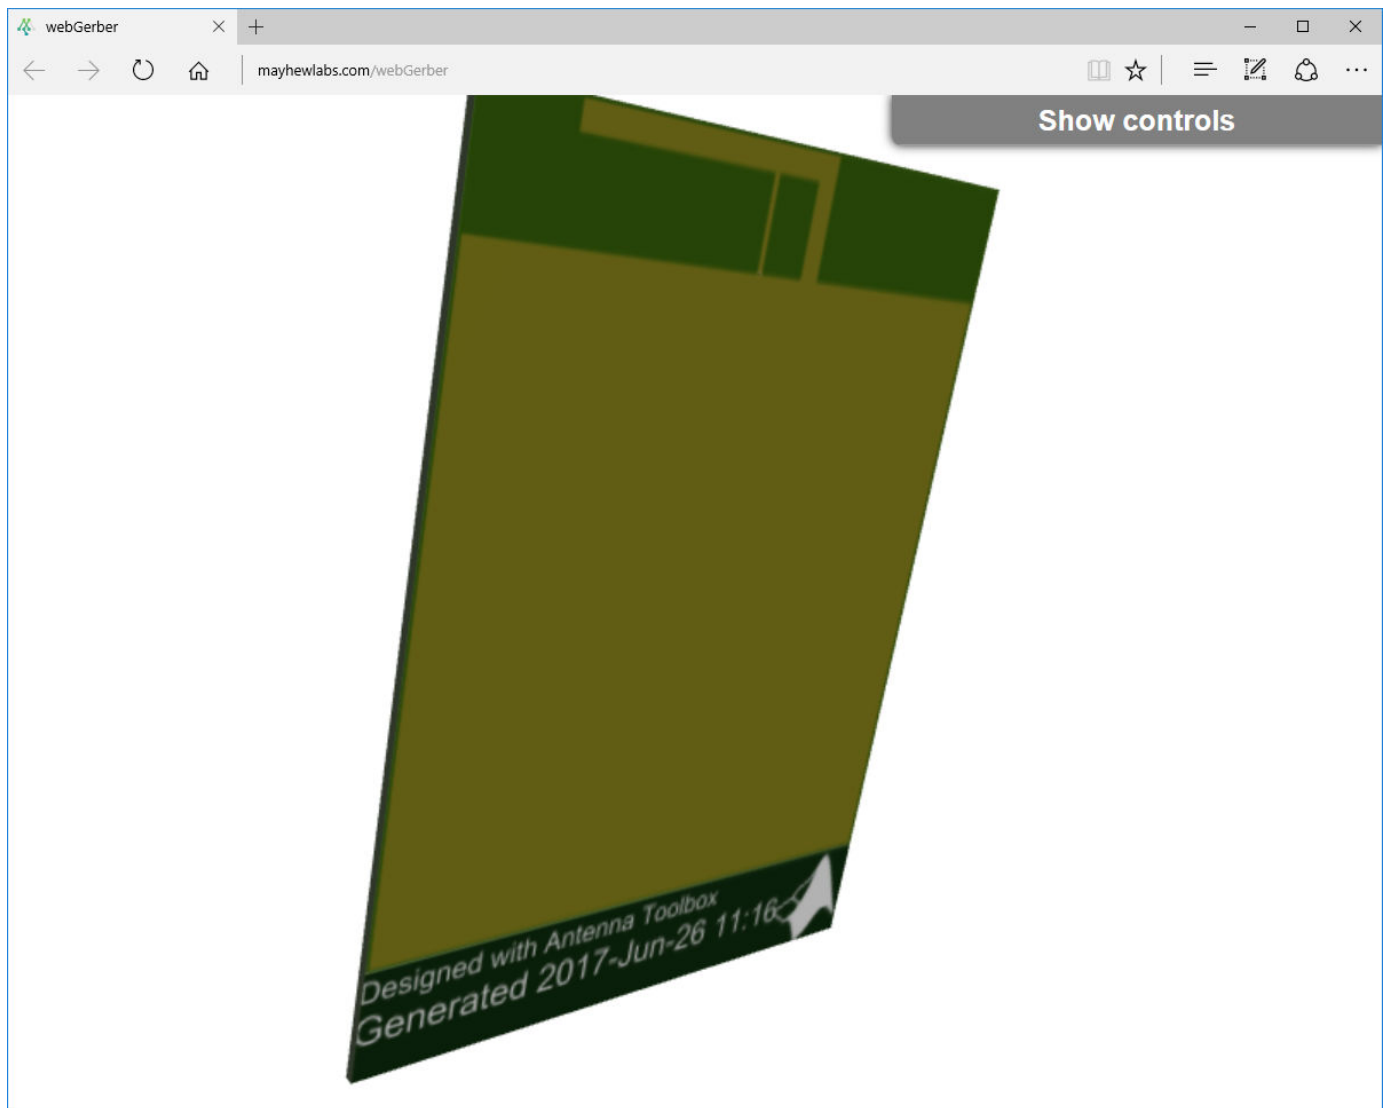 webGerber
mayhewlabs.com/webGerber
Show controls
Designed with Antenna Toolbox
Generated 2017-Jun-26 11:16